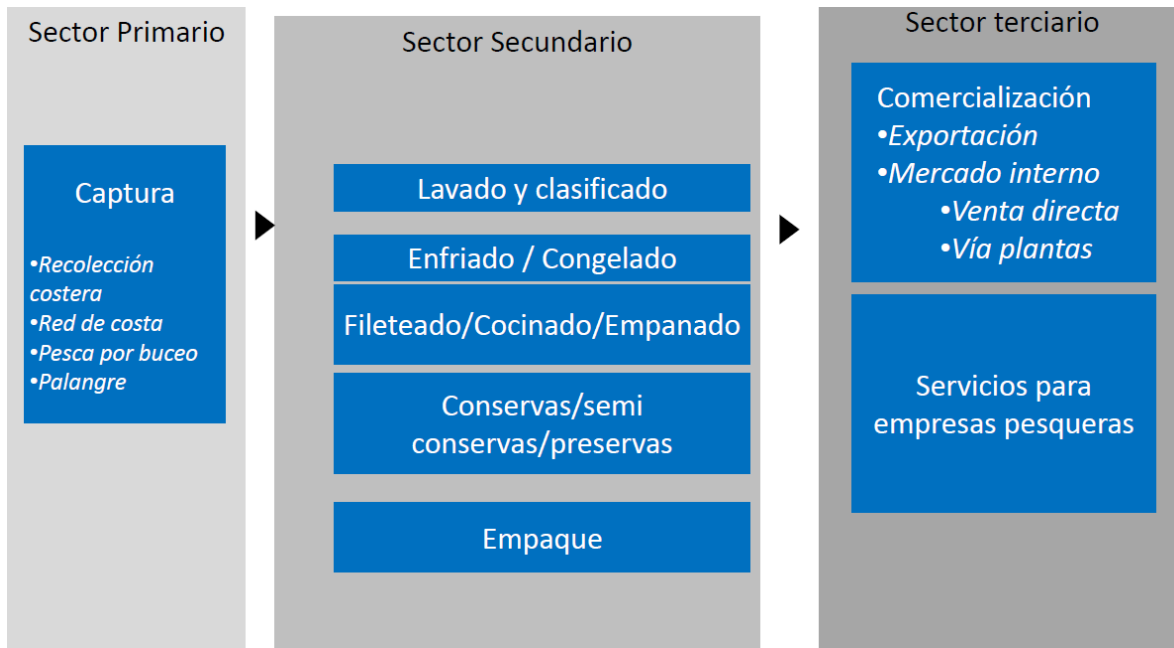 Sector Primario
Captura
•Recolección
costera
•Red de costa
•Pesca por buceo
•Palangre
Sector Secundario
Lavado y clasificado
Enfriado / Congelado
Fileteado/Cocinado/Empanado
Conservas/semi
conservas/preservas
Empaque
Sector terciario
Comercialización
•Exportación
•Mercado interno
•Venta directa
•Vía plantas
Servicios para
empresas pesqueras